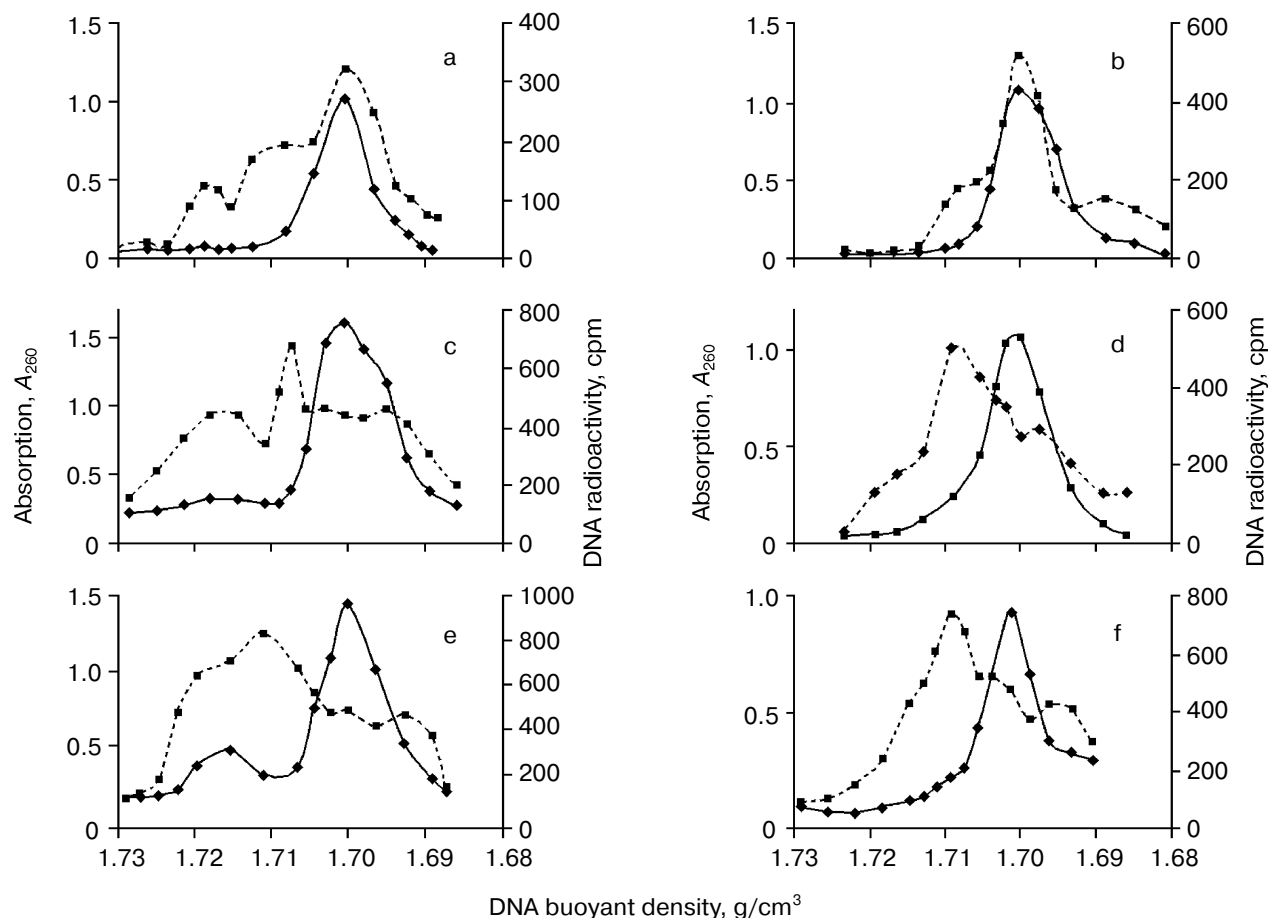 1.5 a 400
300
1.0
200
0.5
100
0 0
1.5 b 600
1.0 400
0.5 200
0 0
1.5 c 800
600
1.0
400
0.5
200
0 0
Absorption, A260
DNA radioactivity, cpm
d 600
1.0
400
0.5
200
0 0
Absorption, A260
DNA radioactivity, cpm
1.5 e 1000
800
1.0
600
0.5 400
200
0 0
1.73 1.72 1.71 1.70 1.69 1.68
1.0 f 800
600
0.5 400
200
0 0
1.73 1.72 1.71 1.70 1.69 1.68
DNA buoyant density, g/cm³